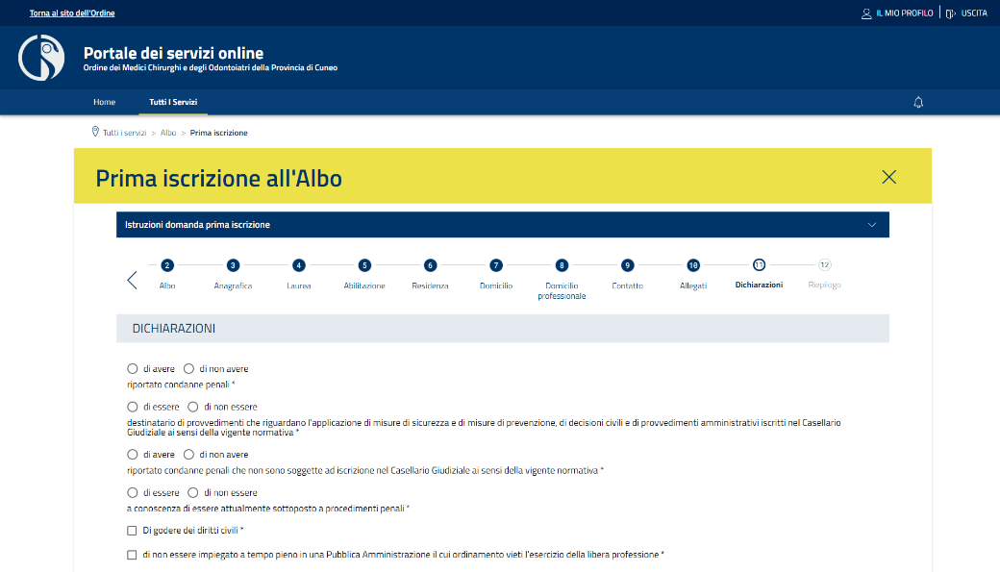 Torna al sito dell'Ordine
IL MIO PROFILO
USCITA
Portale dei servizi online
Ordine dei Medici Chirurghi e degli Odontoiatri della Provincia di Cuneo
Home
Tutti I Servizi
Tutti i servizi > Albo > Prima iscrizione
Prima iscrizione all'Albo
Istruzioni domanda prima iscrizione
2 3 4 5 6 7 8 9 10 11 12
Albo Anagrafica Laurea Abilitazione Residenza Domicilio Domicilio Contatto Allegati Dichiarazioni Riepilogo
professionale
DICHIARAZIONI
di avere di non avere
riportato condanne penali *
di essere di non essere
destinatario di provvedimenti che riguardano l'applicazione di misure di sicurezza e di misure di prevenzione, di decisioni civili e di provvedimenti amministrativi iscritti nel Casellario
Giudiziale ai sensi della vigente normativa *
di avere di non avere
riportato condanne penali che non sono soggette ad iscrizione nel Casellario Giudiziale ai sensi della vigente normativa *
di essere di non essere
a conoscenza di essere attualmente sottoposto a procedimenti penali *
Di godere dei diritti civili *
di non essere impiegato a tempo pieno in una Pubblica Amministrazione il cui ordinamento vieti l'esercizio della libera professione *